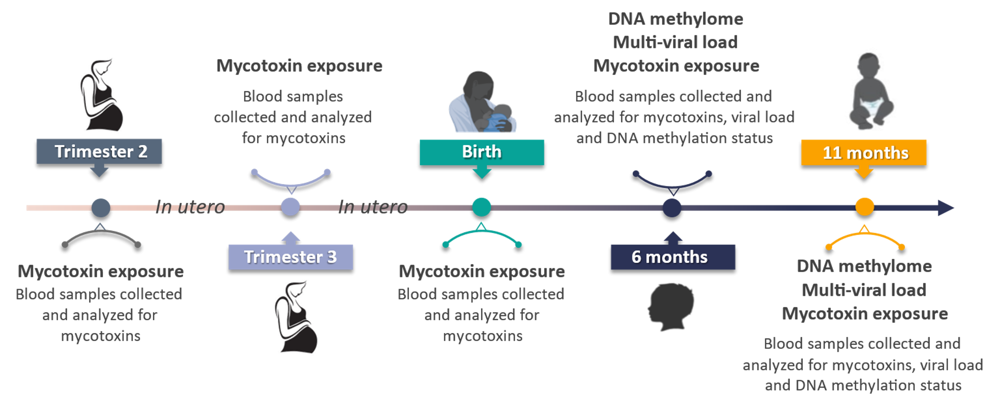 Trimester 2
Mycotoxin exposure
Blood samples collected
and analyzed for
mycotoxins
In utero
Mycotoxin exposure
Blood samples
collected and analyzed
for mycotoxins
Trimester 3
In utero
Birth
Mycotoxin exposure
Blood samples collected
and analyzed for
mycotoxins
DNA methylome
Multi-viral load
Mycotoxin exposure
Blood samples collected and
analyzed for mycotoxins, viral load
and DNA methylation status
6 months
11 months
DNA methylome
Multi-viral load
Mycotoxin exposure
Blood samples collected and
analyzed for mycotoxins, viral load
and DNA methylation status